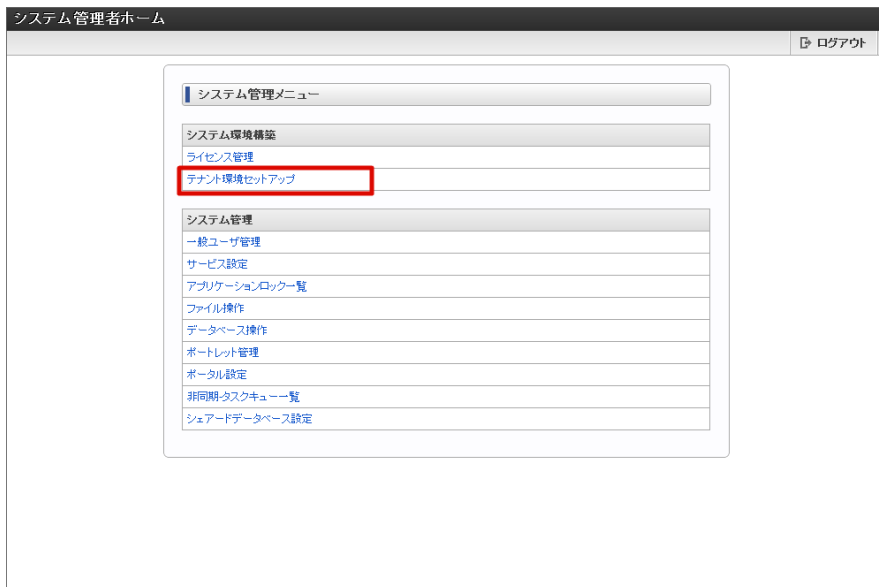 システム管理者ホーム
ログアウト
システム管理メニュー
システム環境構築
ライセンス管理
テナント環境セットアップ
システム管理
一般ユーザ管理
サービス設定
アプリケーションロック一覧
ファイル操作
データベース操作
ポートレット管理
ポータル設定
非同期-タスクキュー一覧
シェアードデータベース設定